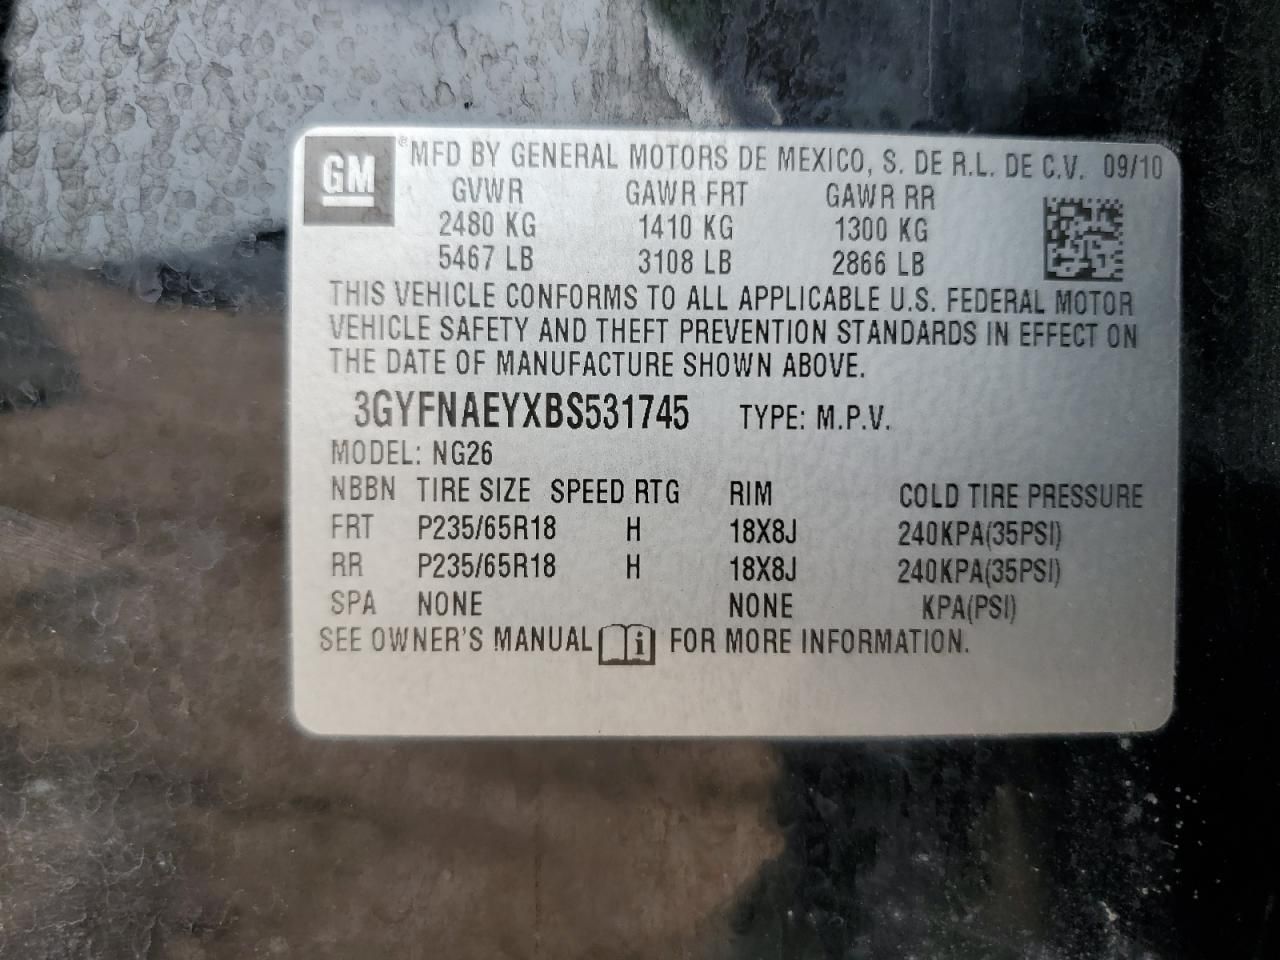 GM
® MFD BY GENERAL MOTORS DE MEXICO, S. DE R.L. DE C.V. 09/10
GVWR GAWR FRT GAWR RR
2480 KG 1410 KG 1300 KG
5467 LB 3108 LB 2866 LB
THIS VEHICLE CONFORMS TO ALL APPLICABLE U.S. FEDERAL MOTOR
VEHICLE SAFETY AND THEFT PREVENTION STANDARDS IN EFFECT ON
THE DATE OF MANUFACTURE SHOWN ABOVE.
3GYFNAEYXBS531745 TYPE: M.P.V.
MODEL: NG26
NBBN TIRE SIZE SPEED RTG RIM COLD TIRE PRESSURE
FRT P235/65R18 H 18X8J 240KPA(35PSI)
RR P235/65R18 H 18X8J 240KPA(35PSI)
SPA NONE NONE KPA(PSI)
SEE OWNER'S MANUAL i FOR MORE INFORMATION.